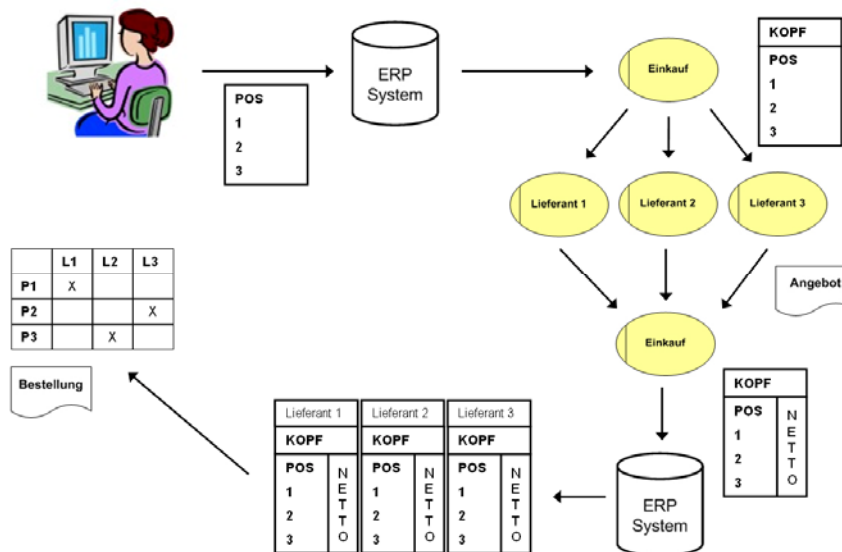 ERP
System
POS
1
2
3
Einkauf
KOPF
POS
1
2
3
Lieferant 1
Lieferant 2
Lieferant 3
L1 L2 L3
P1 X
P2 X
P3 X
Bestellung
Angebot
Einkauf
KOPF
POS
1
2
3
NETTO
Lieferant 1
KOPF
POS
1
2
3
NETTO
Lieferant 2
KOPF
POS
1
2
3
NETTO
Lieferant 3
KOPF
POS
1
2
3
NETTO
ERP
System